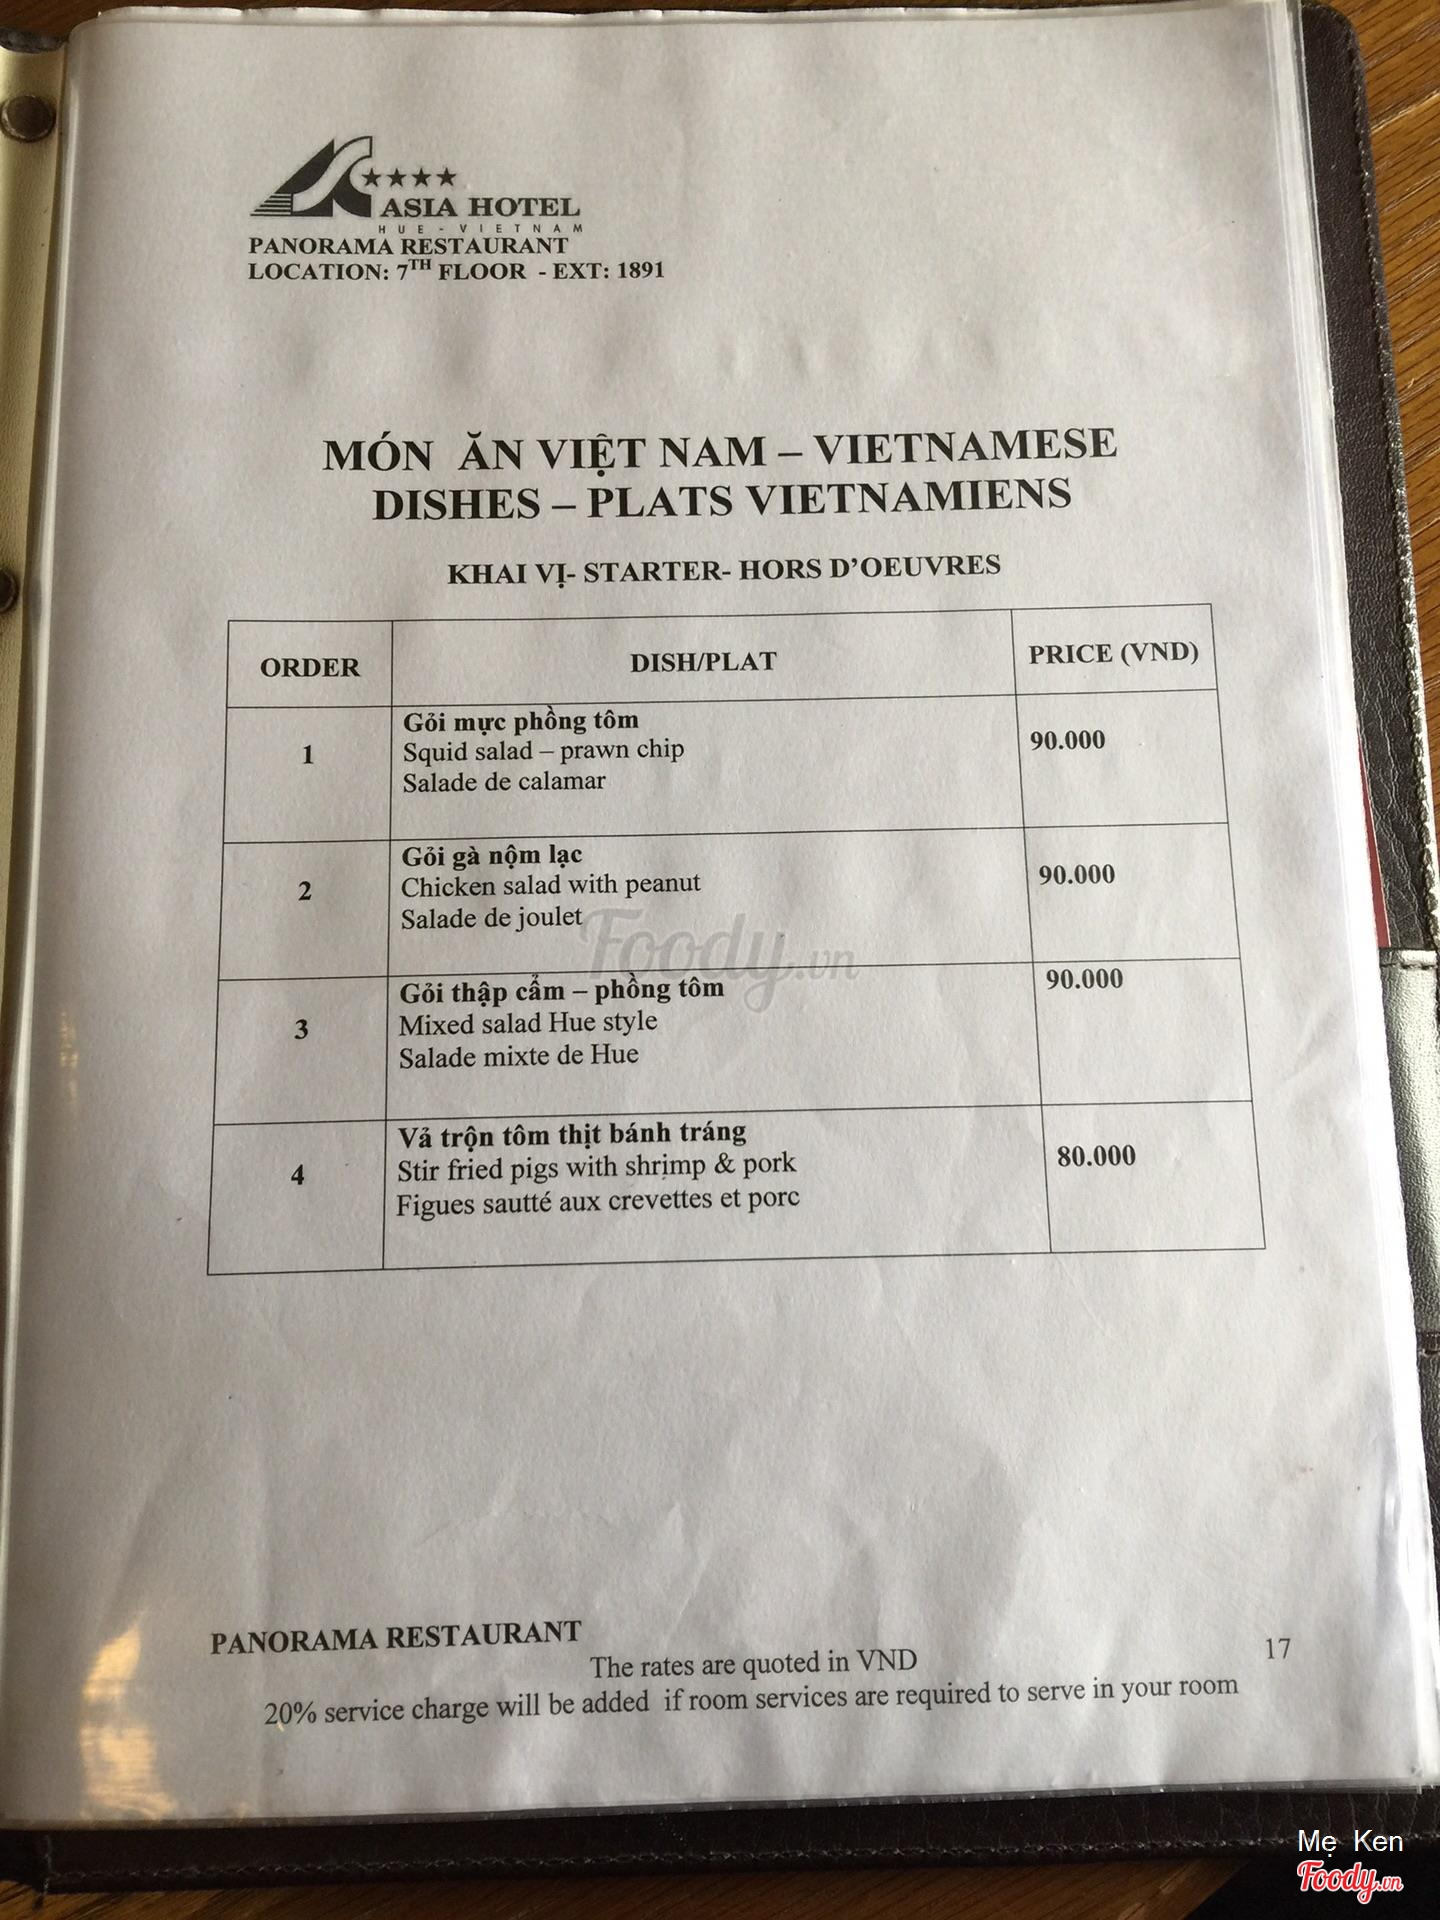 ★★★★
ASIA HOTEL
HUE - VIETNAM
PANORAMA RESTAURANT
LOCATION: 7TH FLOOR - EXT: 1891
MÓN ĂN VIỆT NAM – VIETNAMESE
DISHES – PLATS VIETNAMIENS
KHAI VỊ- STARTER- HORS D’OEUVRES
ORDER DISH/PLAT PRICE (VND)
Gỏi mực phồng tôm
1 Squid salad – prawn chip 90.000
Salade de calamar
Gỏi gà nộm lạc
2 Chicken salad with peanut 90.000
Salade de joulet
Gỏi thập cẩm – phồng tôm 90.000
3 Mixed salad Hue style
Salade mixte de Hue
Vả trộn tôm thịt bánh tráng
4 Stir fried pigs with shrimp & pork 80.000
Figues sautté aux crevettes et porc
Foody.vn
PANORAMA RESTAURANT 17
The rates are quoted in VND
20% service charge will be added if room services are required to serve in your room
Mẹ Ken
Foody.vn